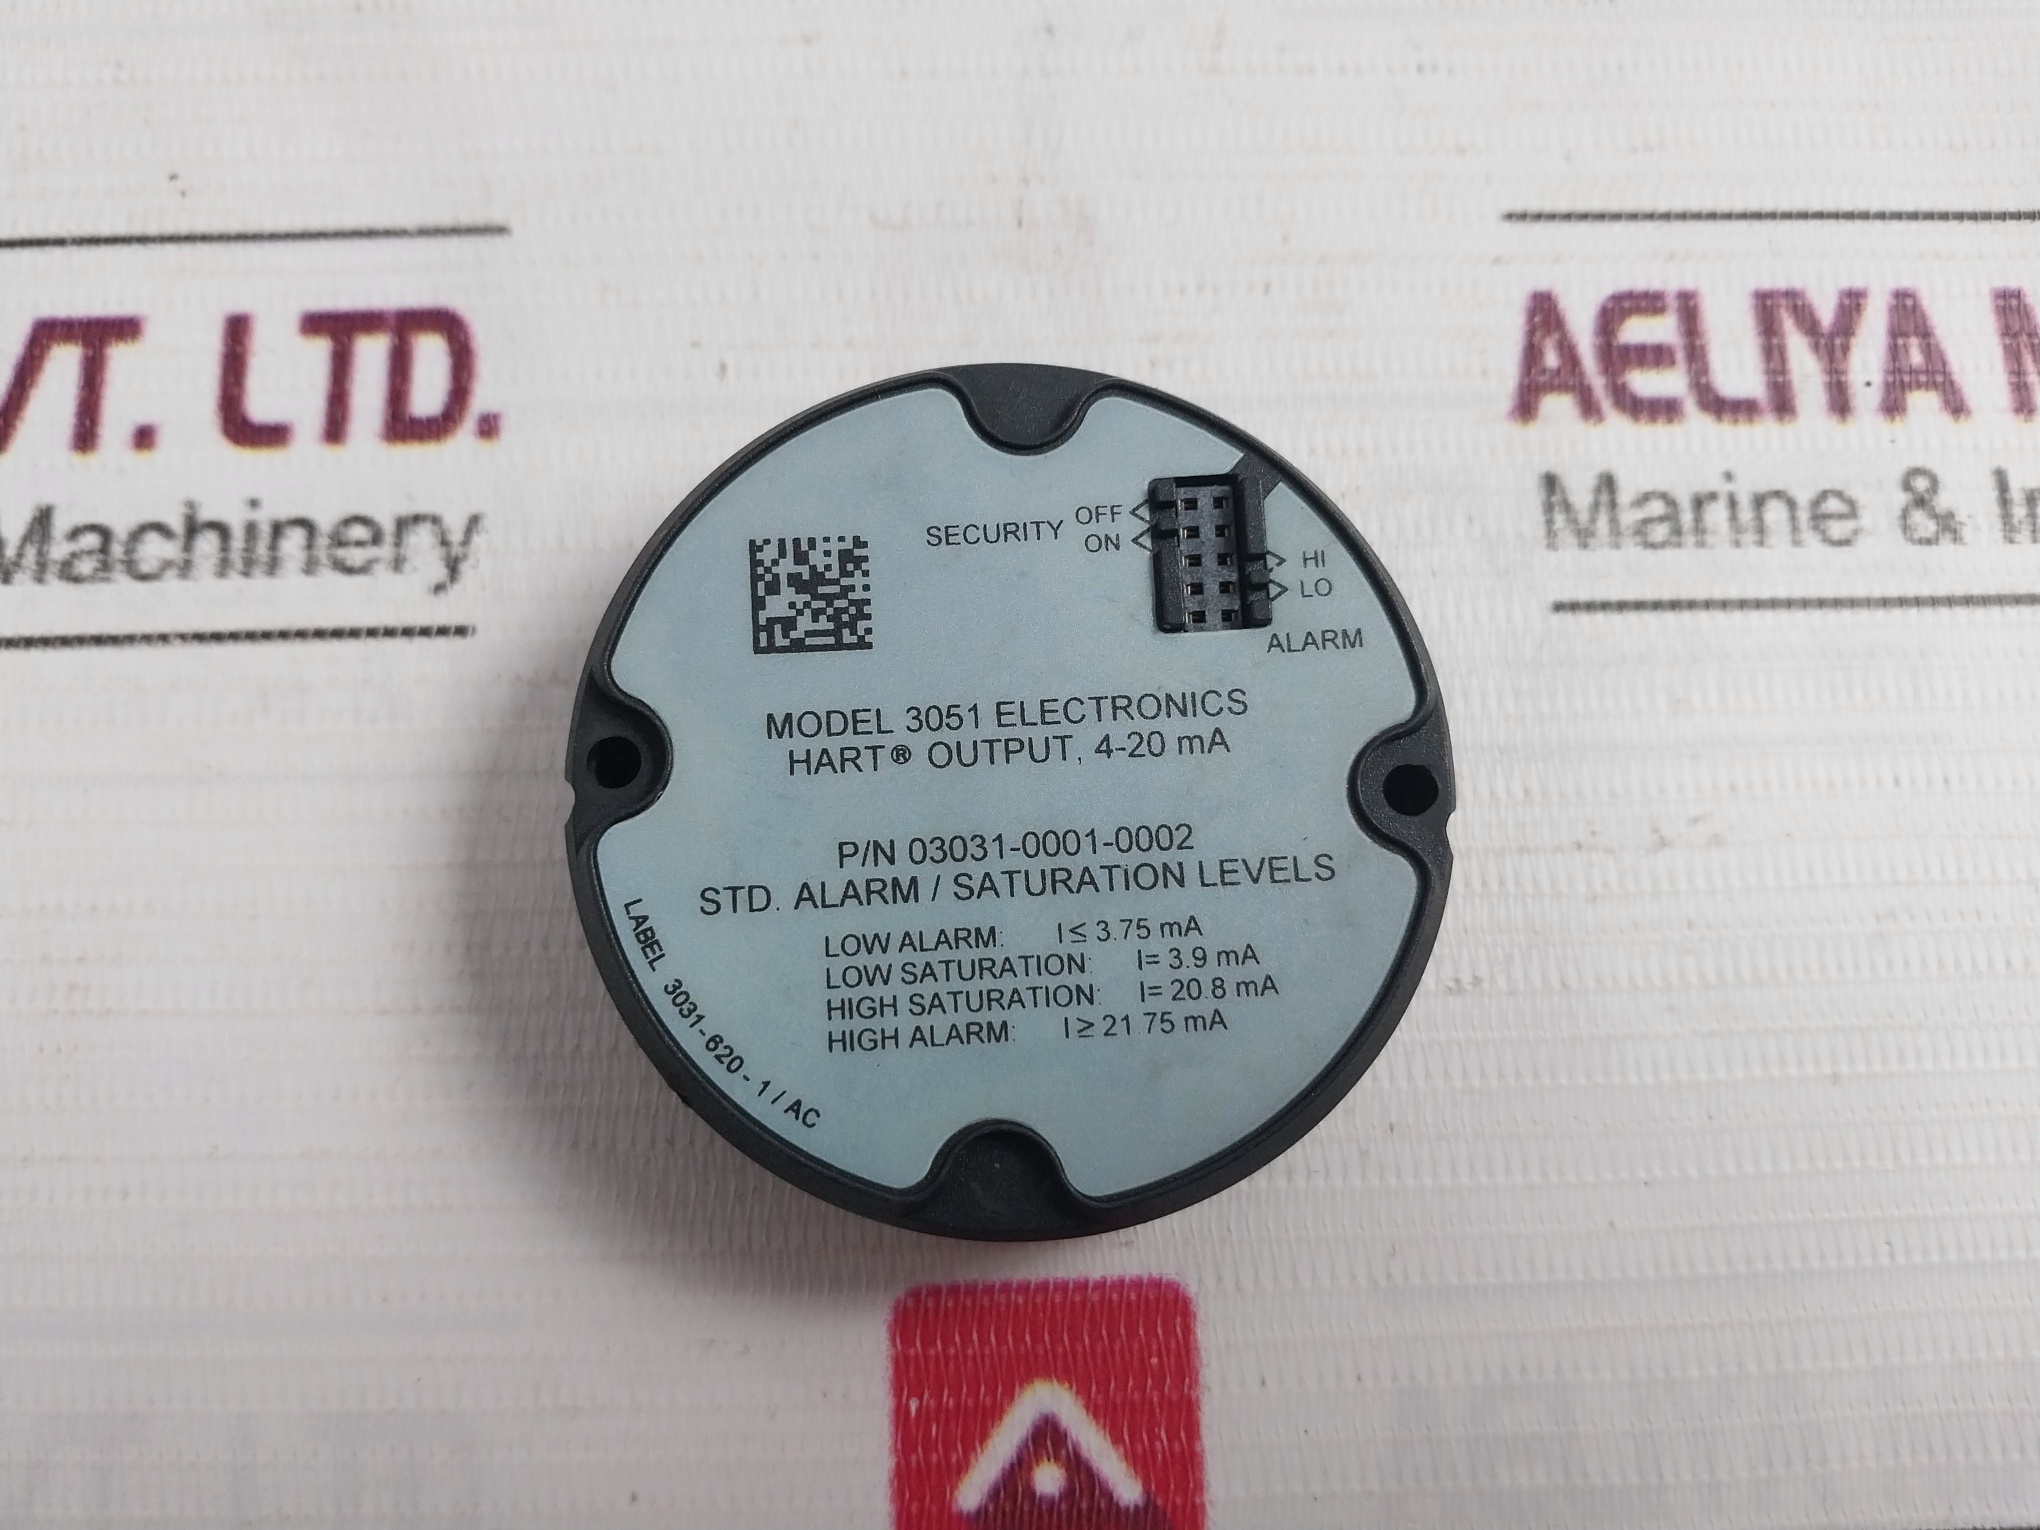 VT. LTD.
Machinery
AELIYA M
Marine & In
SECURITY
OFF
ON
HI
LO
ALARM
MODEL 3051 ELECTRONICS
HART® OUTPUT, 4-20 mA
P/N 03031-0001-0002
STD. ALARM / SATURATION LEVELS
LOW ALARM: I≤ 3.75 mA
LOW SATURATION: I= 3.9 mA
HIGH SATURATION: I= 20.8 mA
HIGH ALARM: I≥ 21.75 mA
LABEL 3031-620-1 / AC